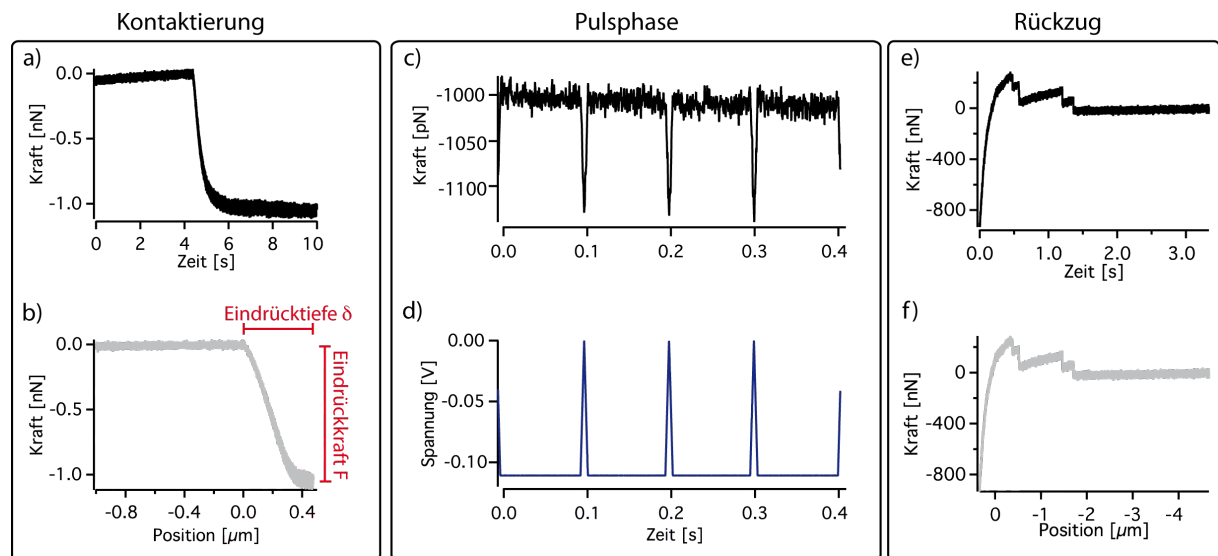 Kontaktierung
Pulsphase
Rückzug
a)
0.0
-0.5
-1.0
Kraft [nN]
0 2 4 6 8 10
Zeit [s]
b)
Eindrücktiefe δ
Eindrückkraft F
0.0
-0.5
-1.0
Kraft [nN]
-0.8 -0.4 0.0 0.4
Position [µm]
c)
-1000
-1050
-1100
Kraft [pN]
0.0 0.1 0.2 0.3 0.4
d)
0.00
-0.05
-0.10
Spannung [V]
0.0 0.1 0.2 0.3 0.4
Zeit [s]
e)
0
-400
-800
Kraft [nN]
0.0 1.0 2.0 3.0
Zeit [s]
f)
0
-400
-800
Kraft [nN]
0 -1 -2 -3 -4
Position [µm]